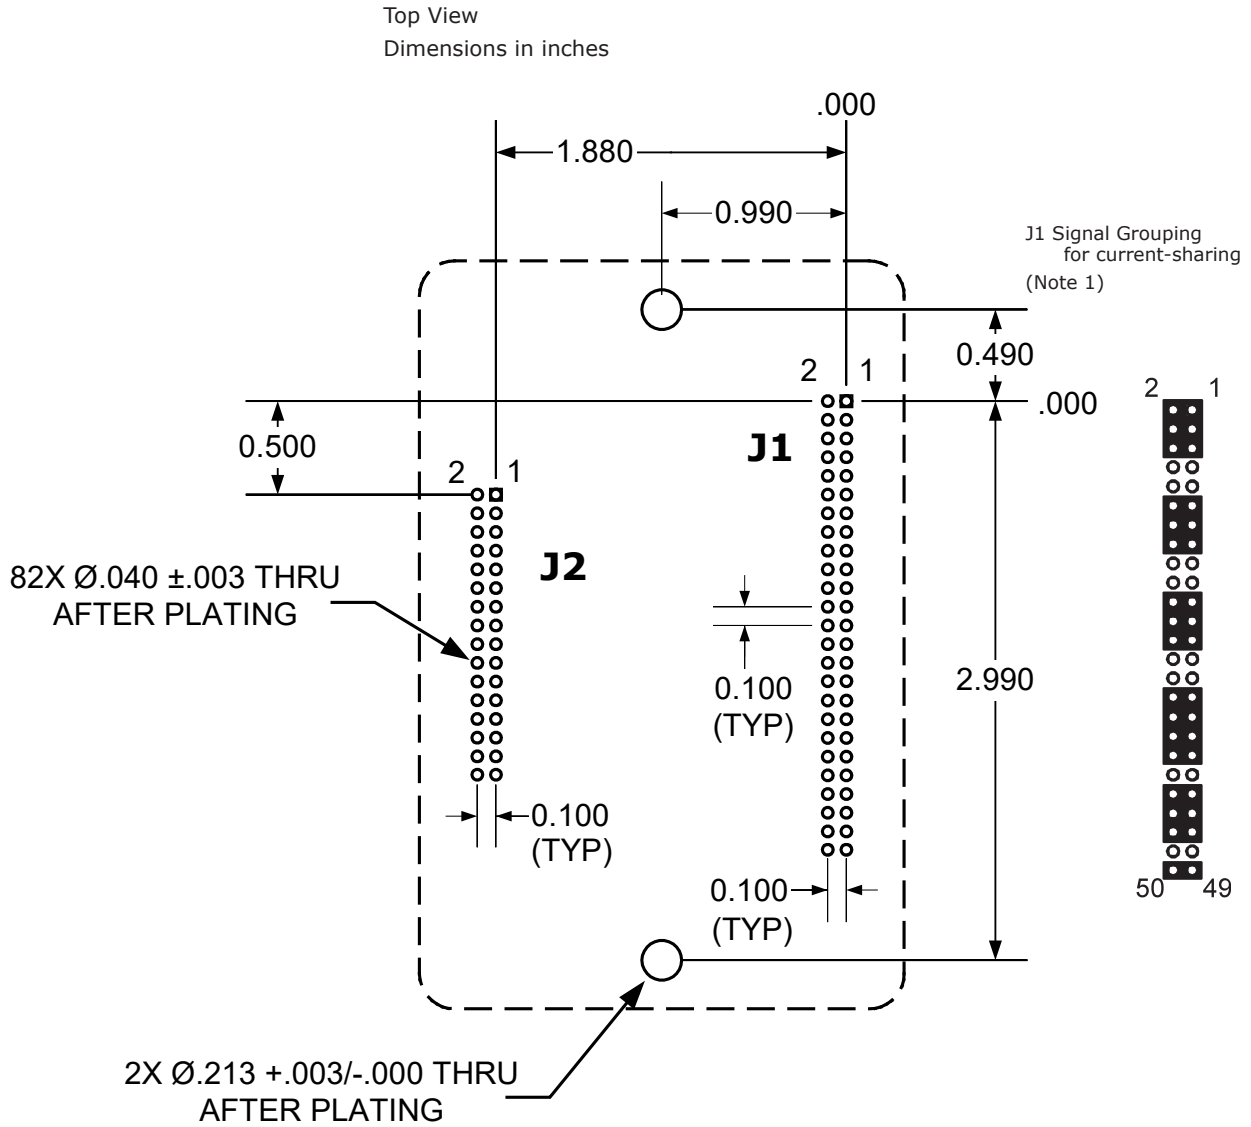 Top View
Dimensions in inches
.000
1.880
0.990
J1 Signal Grouping
for current-sharing
(Note 1)
0.490
2 1
.000
2 1
J1
0.500
2 1
J2
82X Ø.040 ±.003 THRU
AFTER PLATING
0.100
(TYP)
2.990
0.100
(TYP)
0.100
(TYP)
50 49
2X Ø.213 +.003/-.000 THRU
AFTER PLATING